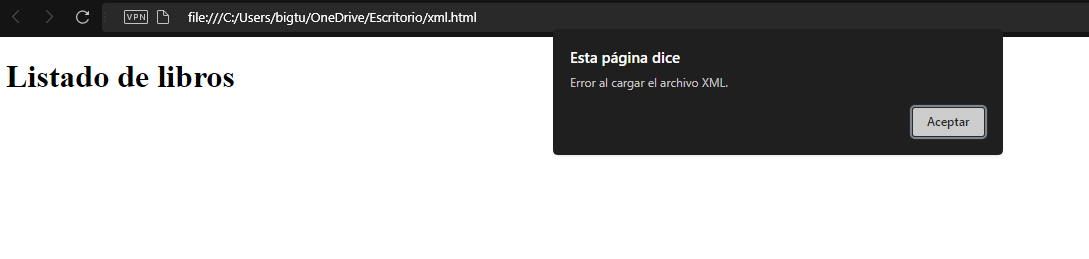 VPN file:///C:/Users/bigtu/OneDrive/Escritorio/xml.html
Listado de libros
Esta página dice
Error al cargar el archivo XML.
Aceptar